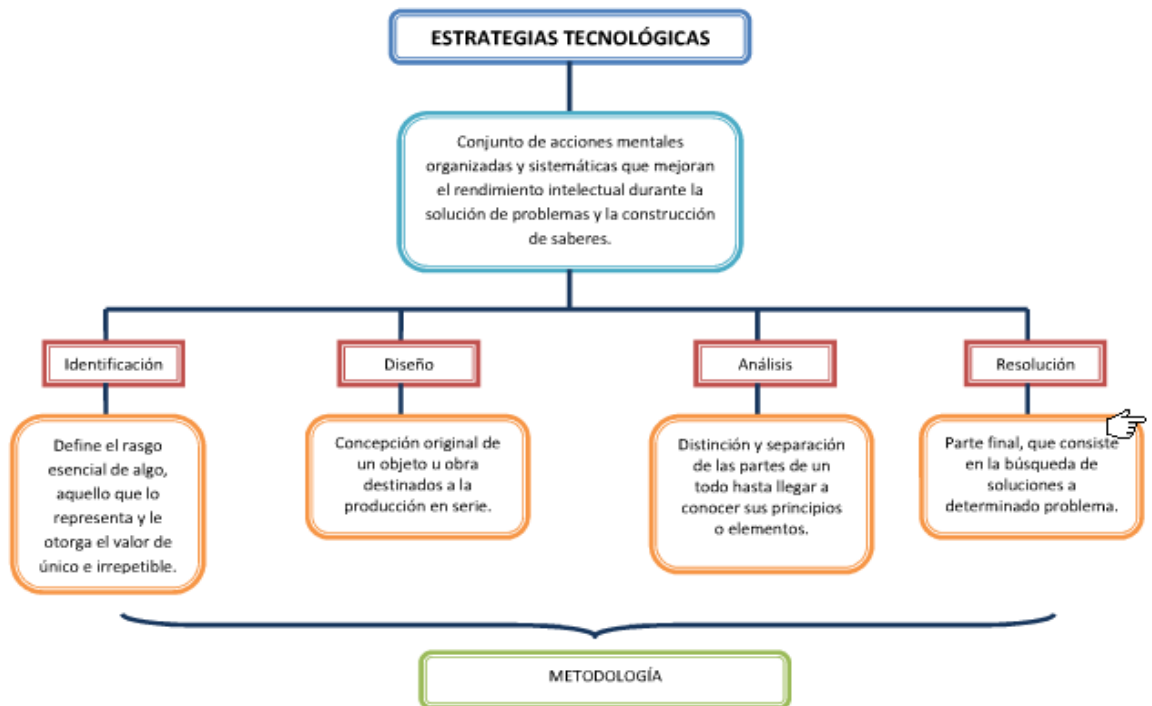 ESTRATEGIAS TECNOLÓGICAS
Conjunto de acciones mentales
organizadas y sistemáticas que mejoran
el rendimiento intelectual durante la
solución de problemas y la construcción
de saberes.
Identificación
Diseño
Análisis
Resolución
Define el rasgo
esencial de algo,
aquello que lo
representa y le
otorga el valor de
único e irrepetible.
Concepción original de
un objeto u obra
destinados a la
producción en serie.
Distinción y separación
de las partes de un
todo hasta llegar a
conocer sus principios
o elementos.
Parte final, que consiste
en la búsqueda de
soluciones a
determinado problema.
METODOLOGÍA